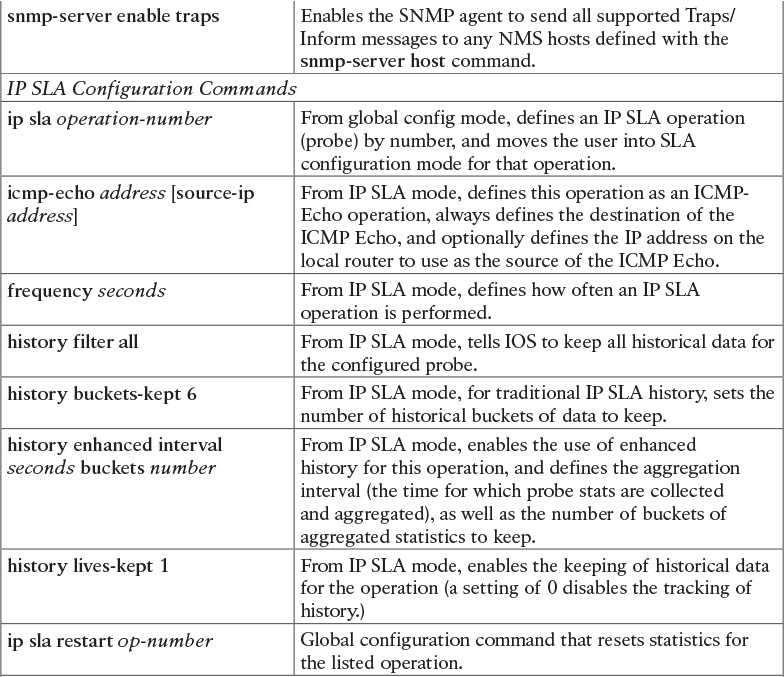 snmp-server enable traps
Enables the SNMP agent to send all supported Traps/
Inform messages to any NMS hosts defined with the
snmp-server host command.
IP SLA Configuration Commands
ip sla operation-number
From global config mode, defines an IP SLA operation
(probe) by number, and moves the user into SLA
configuration mode for that operation.
icmp-echo address [source-ip
address]
From IP SLA mode, defines this operation as an ICMP-
Echo operation, always defines the destination of the
ICMP Echo, and optionally defines the IP address on the
local router to use as the source of the ICMP Echo.
frequency seconds
From IP SLA mode, defines how often an IP SLA
operation is performed.
history filter all
From IP SLA mode, tells IOS to keep all historical data for
the configured probe.
history buckets-kept 6
From IP SLA mode, for traditional IP SLA history, sets the
number of historical buckets of data to keep.
history enhanced interval
seconds buckets number
From IP SLA mode, enables the use of enhanced
history for this operation, and defines the aggregation
interval (the time for which probe stats are collected
and aggregated), as well as the number of buckets of
aggregated statistics to keep.
history lives-kept 1
From IP SLA mode, enables the keeping of historical data
for the operation (a setting of 0 disables the tracking of
history.)
ip sla restart op-number
Global configuration command that resets statistics for
the listed operation.